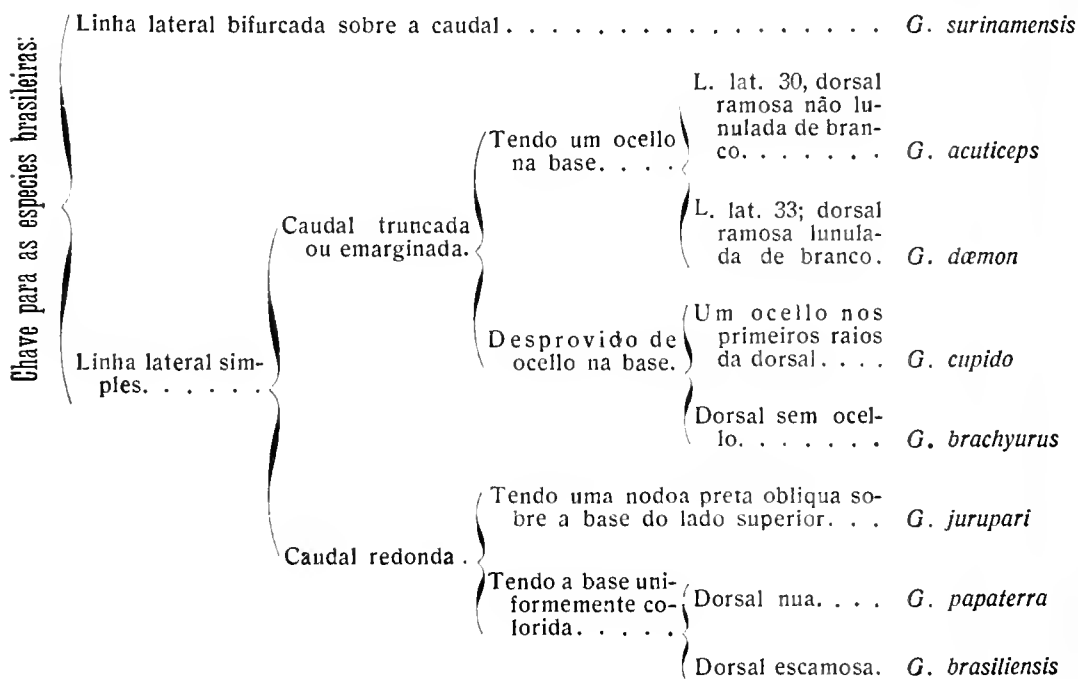 Chave para as especies brasileiras:
Linha lateral bifurcada sobre a caudal . . . . . . . . . . . . . . . . . G. surinamensis
Linha lateral sim-
ples. . . . . . .
Caudal truncada
ou emarginada.
Tendo um ocello
na base. . . . .
L. lat. 30, dorsal
ramosa não lu-
nulada de bran-
co. . . . . . . G. acuticeps
L. lat. 33; dorsal
ramosa lunula-
da de branco. G. dæmon
Desprovido de
ocello na base.
Um ocello nos
primeiros raios
da dorsal . . . . G. cupido
Dorsal sem ocel-
lo. . . . . . . G. brachyurus
Caudal redonda .
Tendo uma nodoa preta obliqua so-
bre a base do lado superior. . . G. jurupari
Tendo a base uni-
formemente co-
lorida. . . . .
Dorsal nua. . . . G. papaterra
Dorsal escamosa. G. brasiliensis